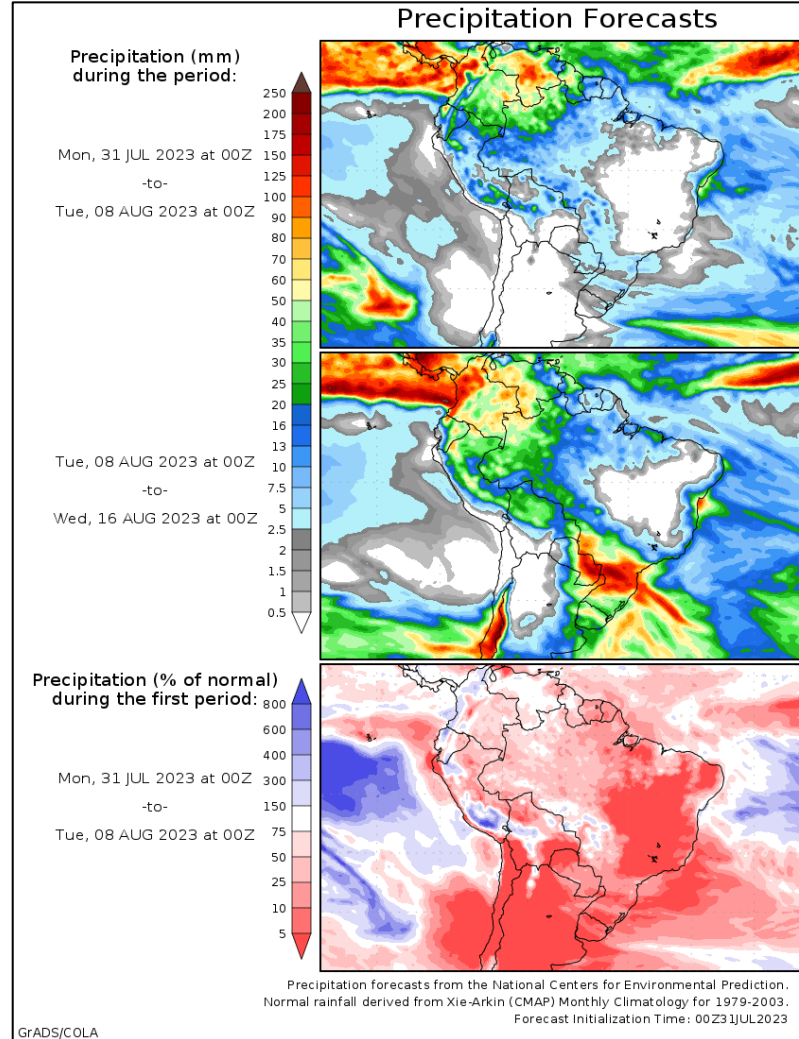 Precipitation Forecasts
Precipitation (mm)
during the period:
Mon, 31 JUL 2023 at 00Z
-to-
Tue, 08 AUG 2023 at 00Z
250
200
175
150
125
100
90
80
70
60
50
40
35
30
25
20
16
13
10
7.5
5
2.5
2
1.5
1
0.5
Tue, 08 AUG 2023 at 00Z
-to-
Wed, 16 AUG 2023 at 00Z
Precipitation (% of normal)
during the first period:
Mon, 31 JUL 2023 at 00Z
-to-
Tue, 08 AUG 2023 at 00Z
800
600
400
300
150
75
50
25
10
5
Precipitation forecasts from the National Centers for Environmental Prediction.
Normal rainfall derived from Xie-Arkin (CMAP) Monthly Climatology for 1979-2003.
Forecast Initialization Time: 00Z31JUL2023
GrADS/COLA